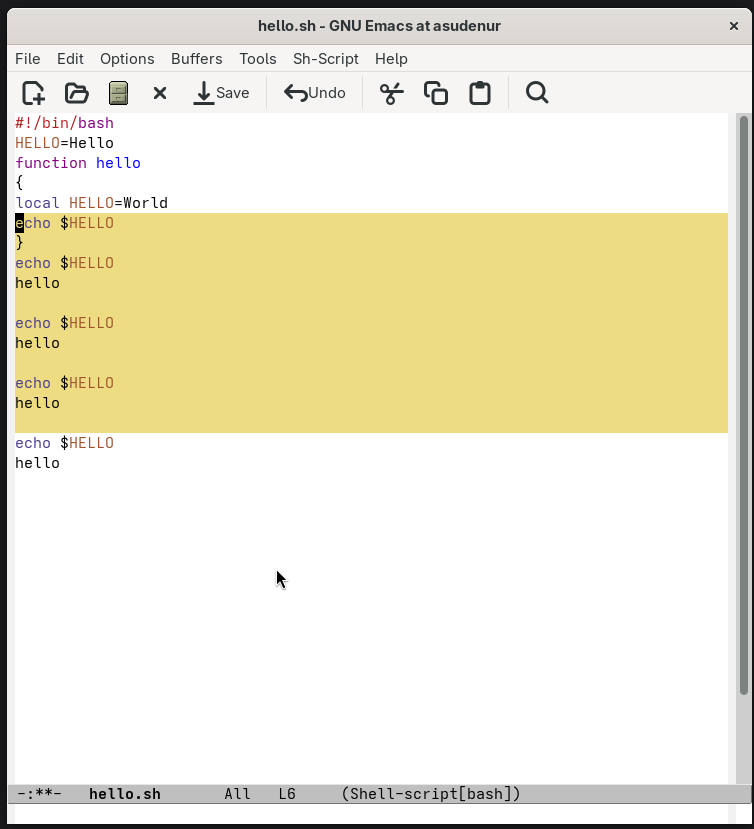 hello.sh - GNU Emacs at asudenur
File Edit Options Buffers Tools Sh-Script Help
Save Undo
#!/bin/bash
HELLO=Hello
function hello
{
local HELLO=World
echo $HELLO
}
echo $HELLO
hello
echo $HELLO
hello
echo $HELLO
hello
echo $HELLO
hello
-:**- hello.sh All L6 (Shell-script[bash])